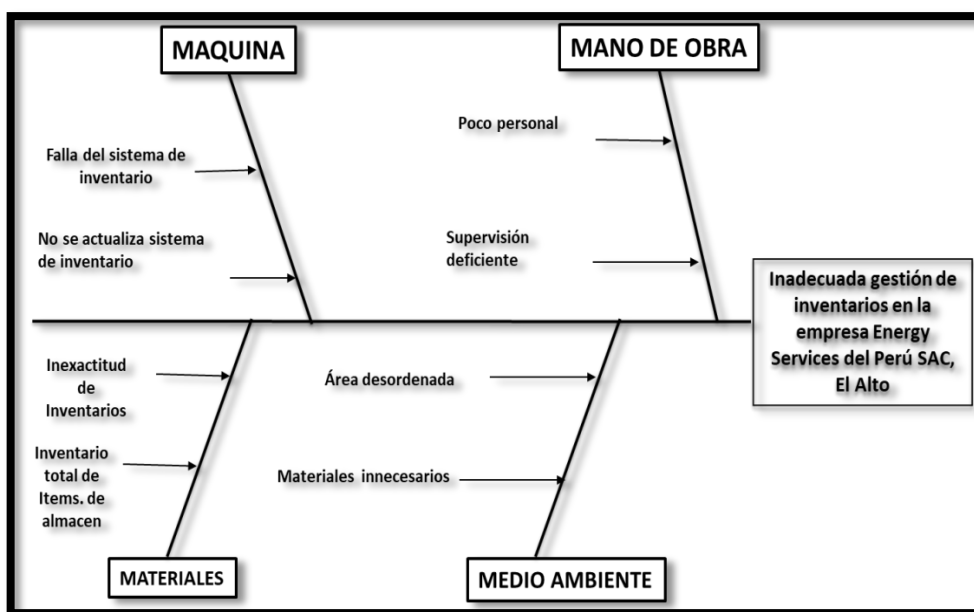 MAQUINA
MANO DE OBRA
Falla del sistema de
inventario
No se actualiza sistema
de inventario
Poco personal
Supervisión
deficiente
Inadecuada gestión de
inventarios en la
empresa Energy
Services del Perú SAC,
El Alto
Inexactitud
de
Inventarios
Inventario
total de
Items. de
almacen
Área desordenada
Materiales innecesarios
MATERIALES
MEDIO AMBIENTE